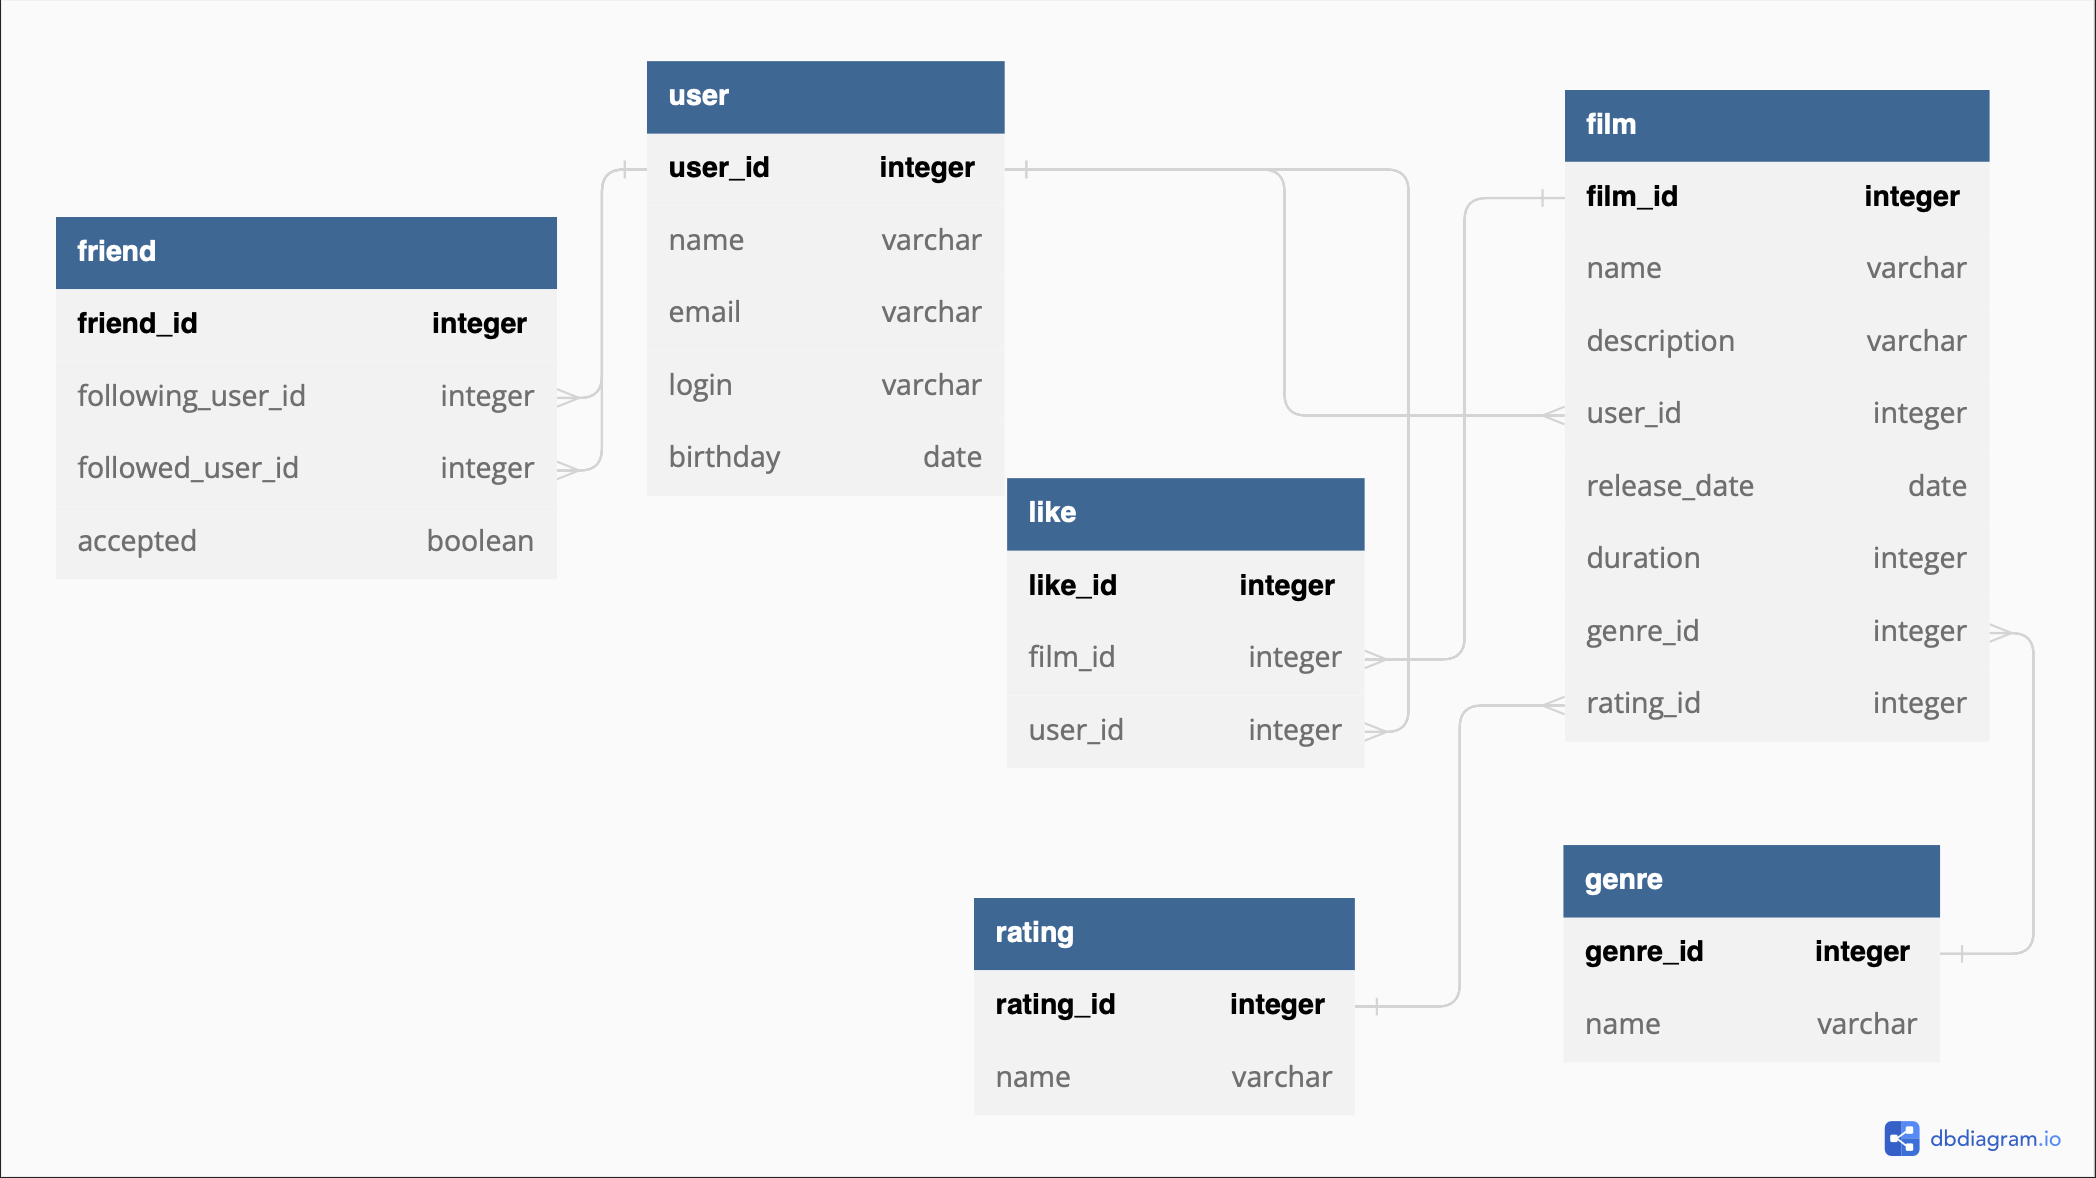 friend
friend_id integer
following_user_id integer
followed_user_id integer
accepted boolean
user
user_id integer
name varchar
email varchar
login varchar
birthday date
like
like_id integer
film_id integer
user_id integer
film
film_id integer
name varchar
description varchar
user_id integer
release_date date
duration integer
genre_id integer
rating_id integer
rating
rating_id integer
name varchar
genre
genre_id integer
name varchar
dbdiagram.io